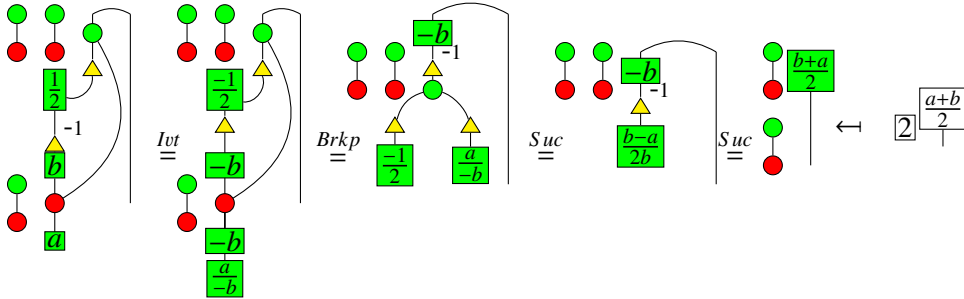 1/2
-1
b
a
Ivt
=
-1/2
-b
-b
a/-b
Brkp
=
-b
-1
-1/2
a/-b
Suc
=
-b
-1
b-a/2b
Suc
=
b+a/2
↤
2
a+b/2